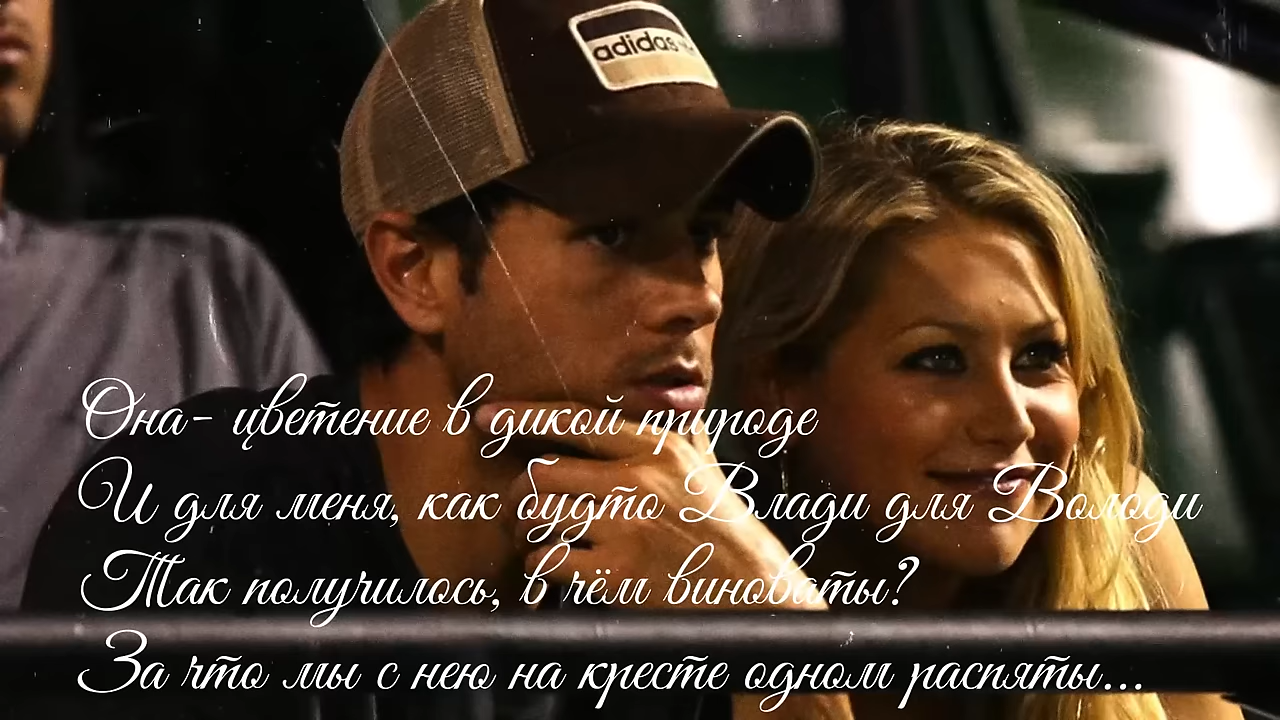 adidas
Она- цветение в дикой природе
И для меня, как будто Влади для Володи
Так получилось, в чём виноваты?
За что мы с нею на кресте одном распяты...